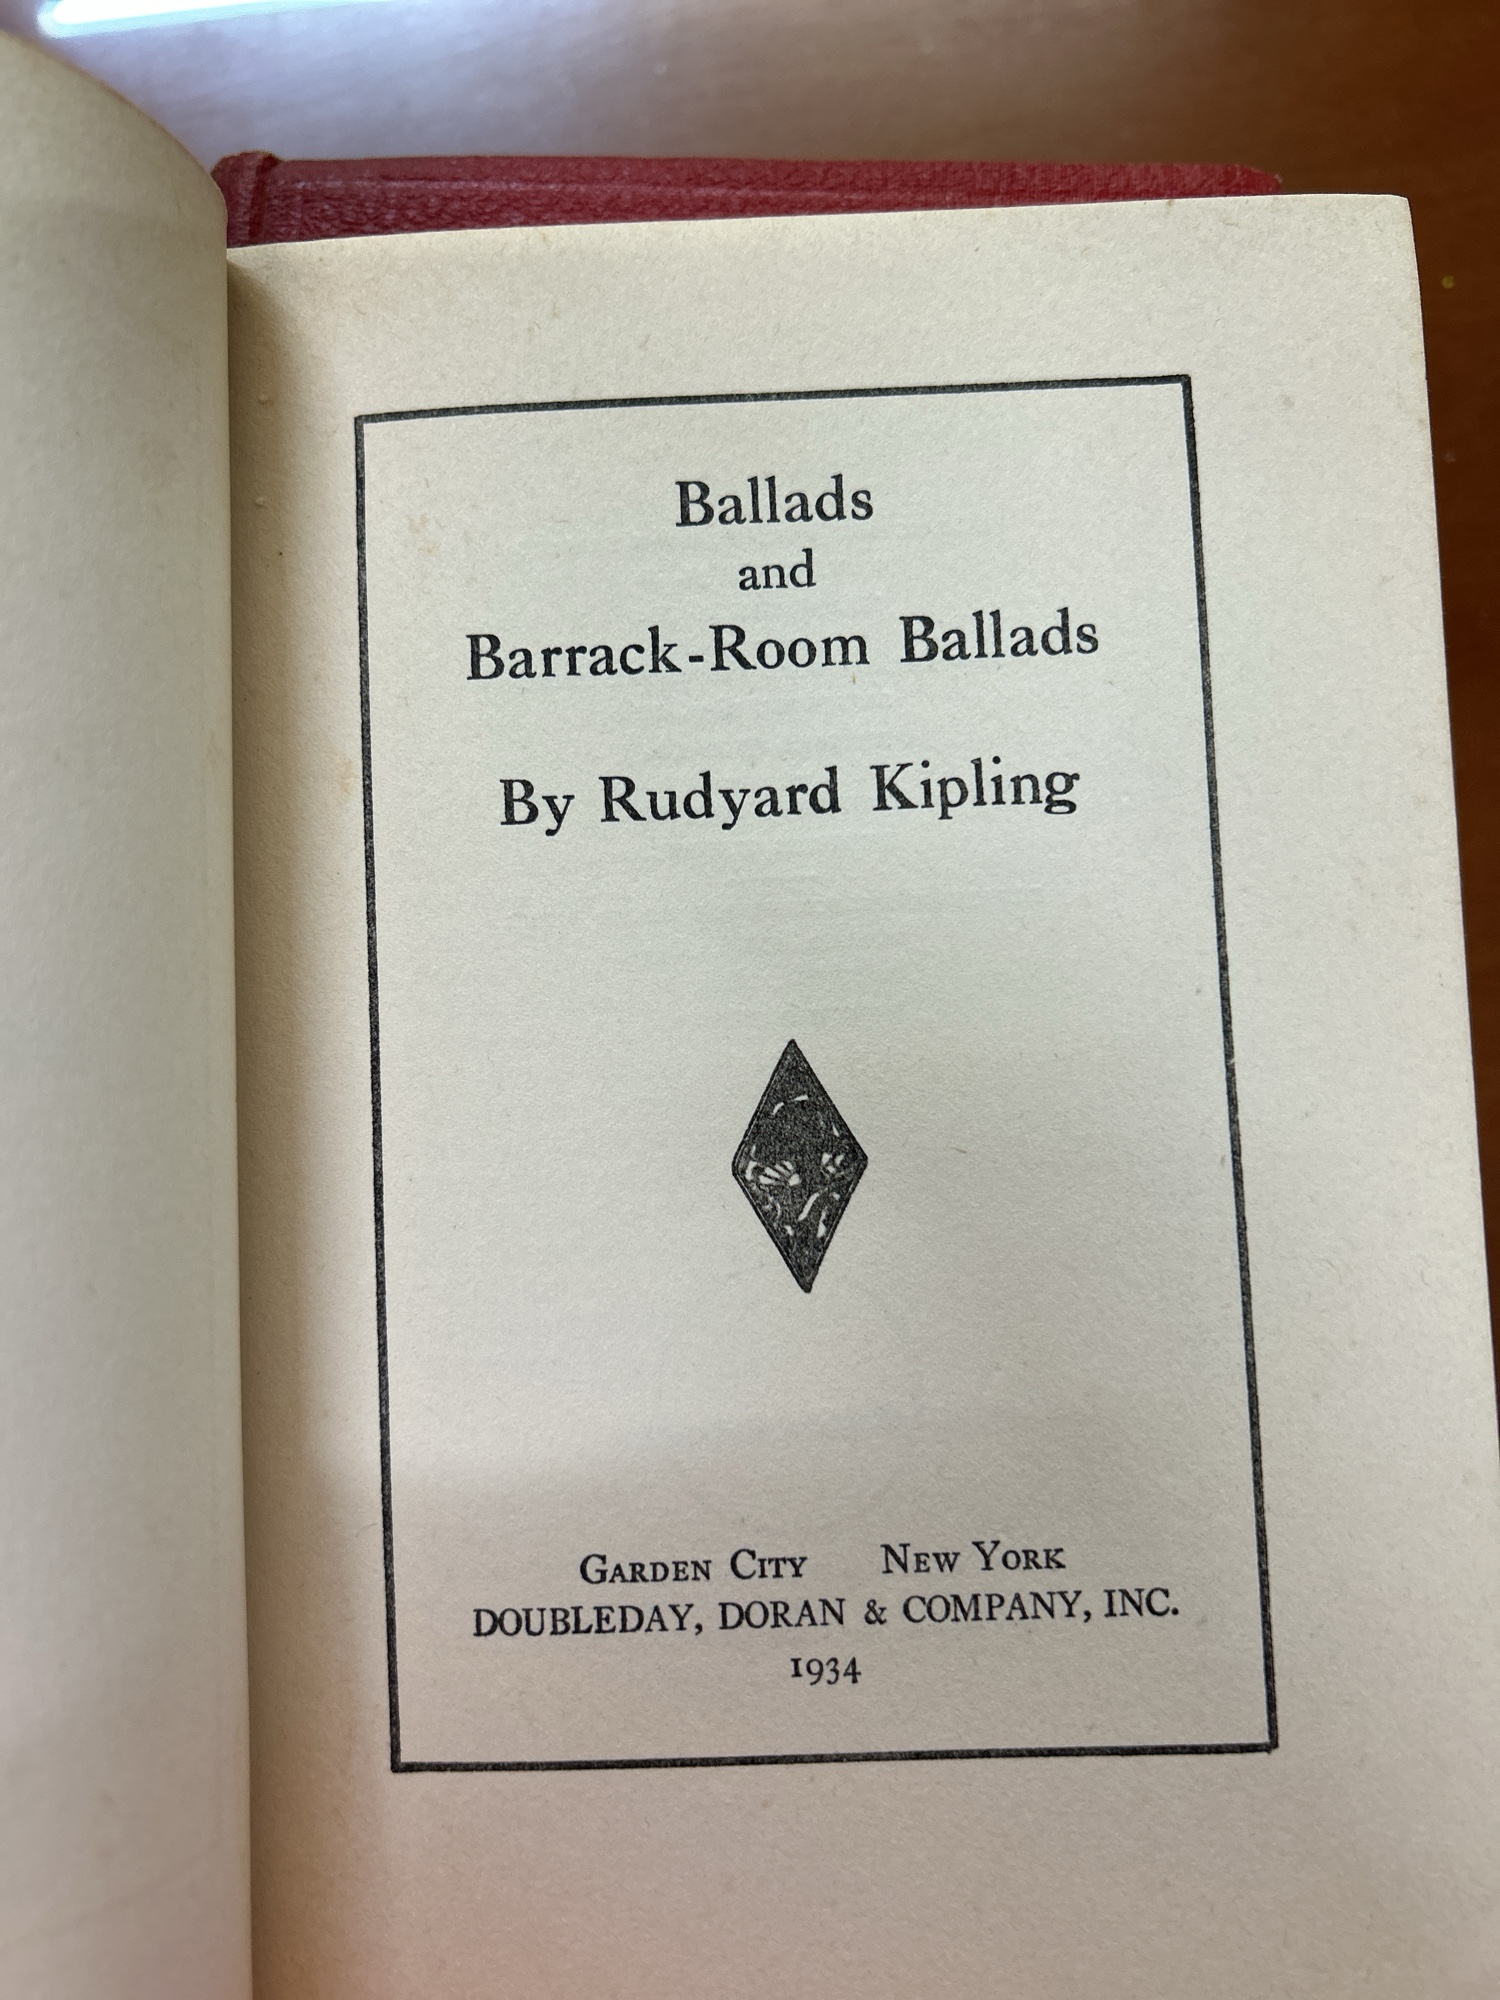 Ballads
and
Barrack-Room Ballads
By Rudyard Kipling
Garden City New York
DOUBLEDAY, DORAN & COMPANY, INC.
1934